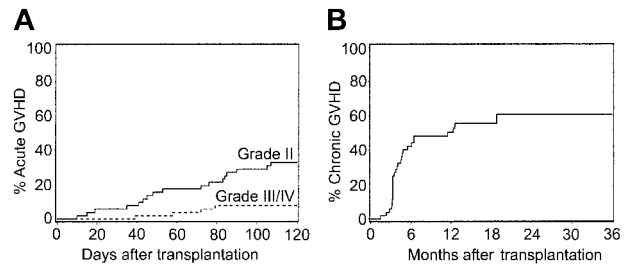 A
% Acute GVHD
100
80
60
40
20
0
Grade II
Grade III/IV
0 20 40 60 80 100 120
Days after transplantation
B
% Chronic GVHD
100
80
60
40
20
0
0 6 12 18 24 30 36
Months after transplantation